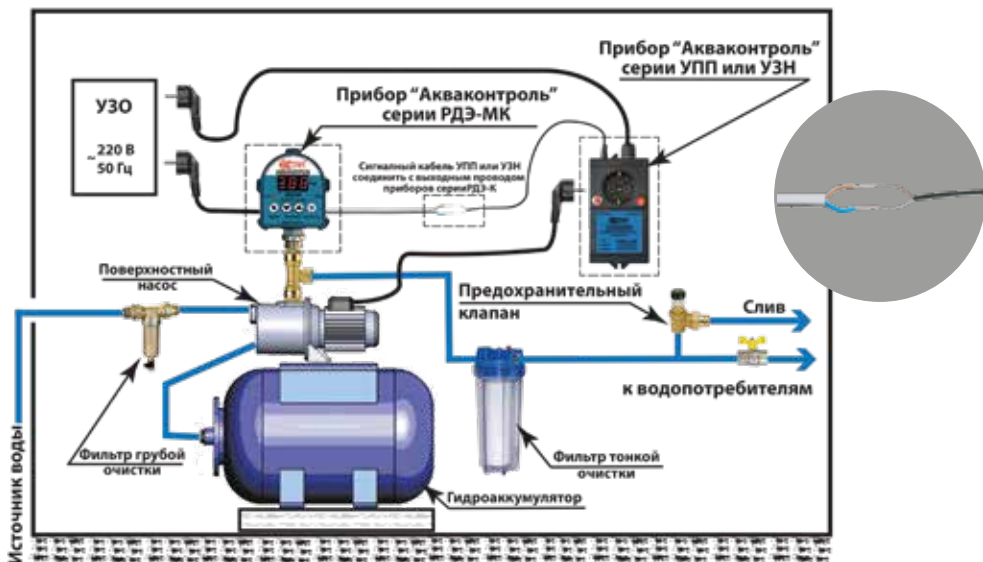 УЗО
~220 В
50 Гц
Прибор "Акваконтроль"
серии РДЭ-МК
Прибор "Акваконтроль"
серии УПП или УЗН
Сигналный кабель УПП или УЗН
соединить с выходным проводом
приборов серииРДЭ-К
Поверхностный
насос
Предохранительный
клапан
Слив
к водопотребителям
Фильтр грубой
очистки
Фильтр тонкой
очистки
Гидроаккумулятор
Источник воды